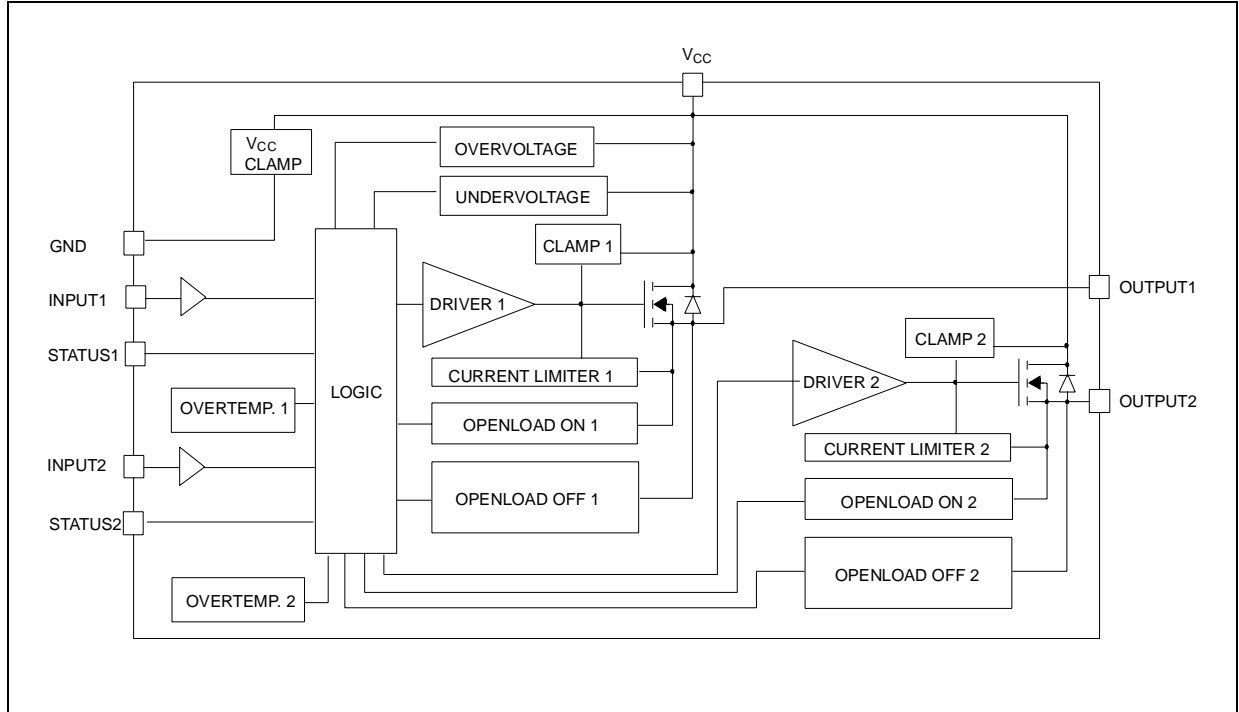 VCC
VCC
CLAMP
OVERVOLTAGE
UNDERVOLTAGE
GND
CLAMP 1
INPUT1
DRIVER 1
OUTPUT1
STATUS1
CLAMP 2
CURRENT LIMITER 1
LOGIC
DRIVER 2
OVERTEMP. 1
OUTPUT2
OPENLOAD ON 1
CURRENT LIMITER 2
INPUT2
OPENLOAD OFF 1
OPENLOAD ON 2
STATUS2
OPENLOAD OFF 2
OVERTEMP. 2